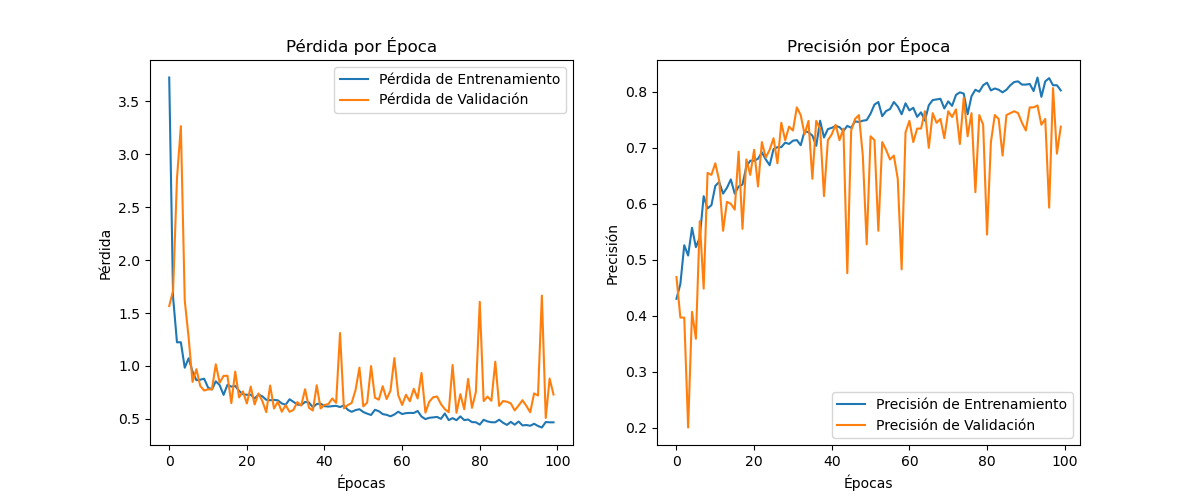 Pérdida por Época
Pérdida de Entrenamiento
Pérdida de Validación
Pérdida
3.5
3.0
2.5
2.0
1.5
1.0
0.5
0 20 40 60 80 100
Épocas
Precisión por Época
Precisión
0.8
0.7
0.6
0.5
0.4
0.3
0.2
Precisión de Entrenamiento
Precisión de Validación
0 20 40 60 80 100
Épocas